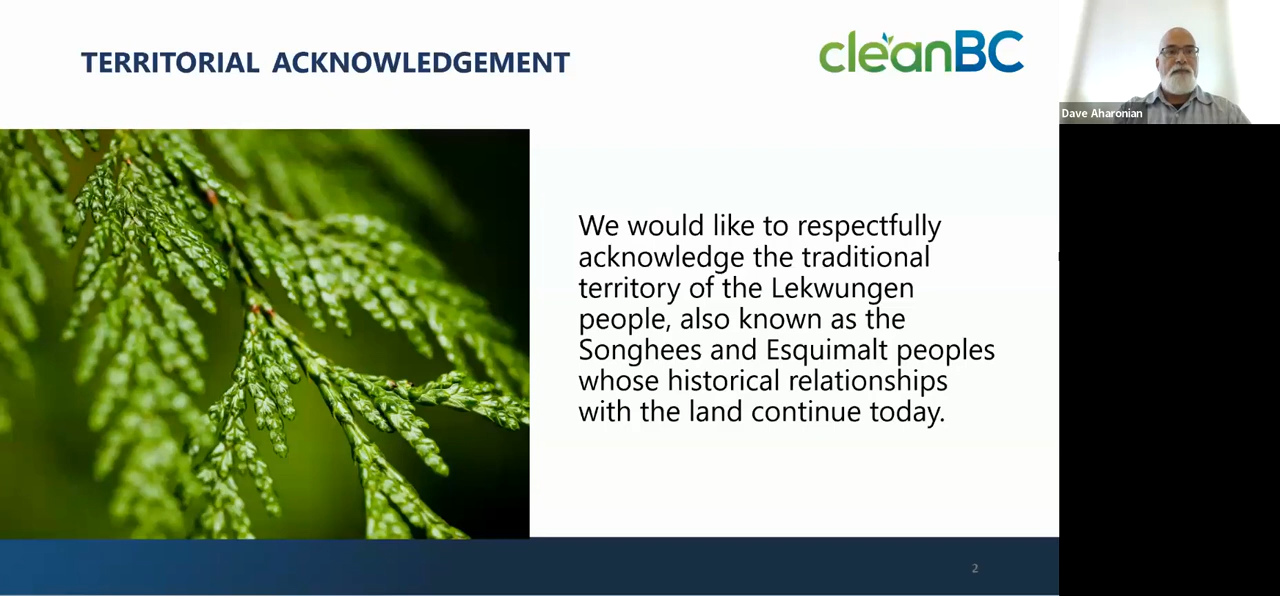 TERRITORIAL ACKNOWLEDGEMENT
cleanBC
Dave Aharonian
We would like to respectfully
acknowledge the traditional
territory of the Lekwungen
people, also known as the
Songhees and Esquimalt peoples
whose historical relationships
with the land continue today.
2